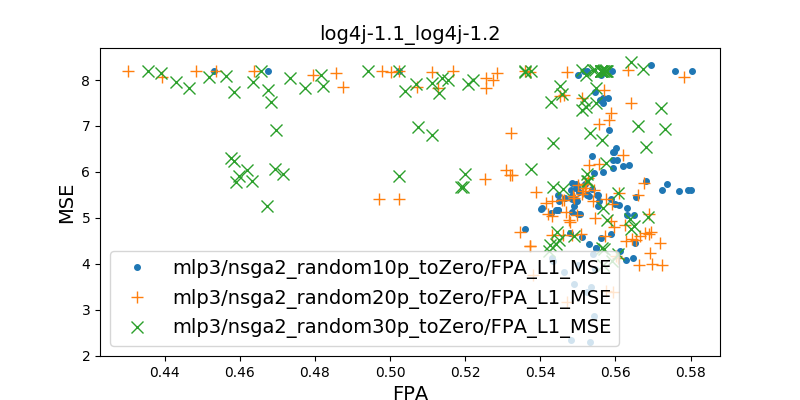 log4j-1.1_log4j-1.2
MSE
8
7
6
5
4
3
2
mlp3/nsga2_random10p_toZero/FPA_L1_MSE
mlp3/nsga2_random20p_toZero/FPA_L1_MSE
mlp3/nsga2_random30p_toZero/FPA_L1_MSE
0.44 0.46 0.48 0.50 0.52 0.54 0.56 0.58
FPA